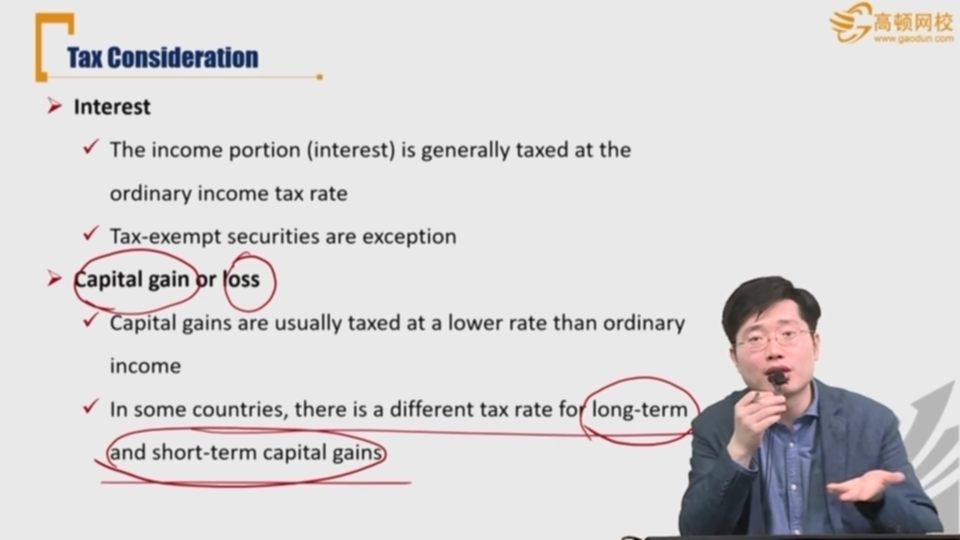 高顿网校
www.gaodun.com
Tax Consideration
Interest
The income portion (interest) is generally taxed at the
ordinary income tax rate
Tax-exempt securities are exception
Capital gain or loss
Capital gains are usually taxed at a lower rate than ordinary
income
In some countries, there is a different tax rate for long-term
and short-term capital gains